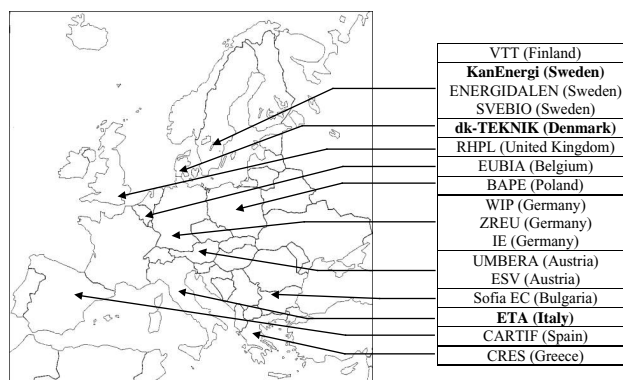 VTT (Finland)
KanEnergi (Sweden)
ENERGIDALEN (Sweden)
SVEBIO (Sweden)
dk-TEKNIK (Denmark)
RHPL (United Kingdom)
EUBIA (Belgium)
BAPE (Poland)
WIP (Germany)
ZREU (Germany)
IE (Germany)
UMBERA (Austria)
ESV (Austria)
Sofia EC (Bulgaria)
ETA (Italy)
CARTIF (Spain)
CRES (Greece)